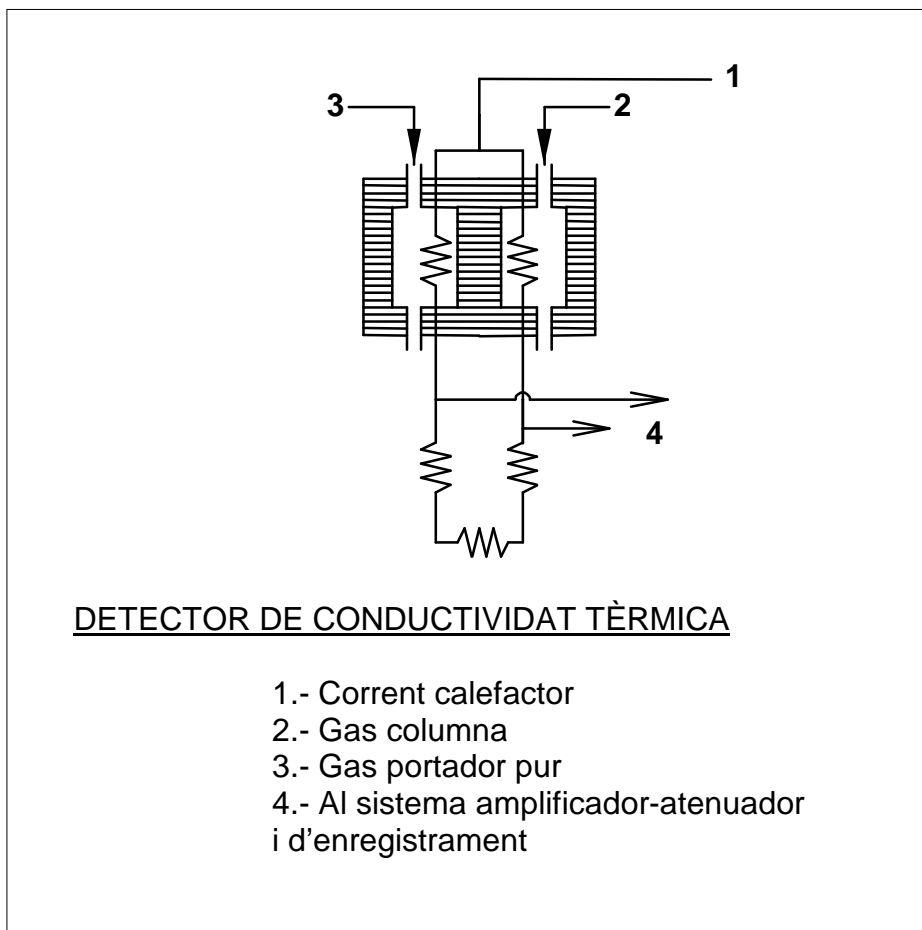 1
3
2
4
DETECTOR DE CONDUCTIVIDAT TÈRMICA
1.- Corrent calefactor
2.- Gas columna
3.- Gas portador pur
4.- Al sistema amplificador-atenuador
i d’enregistrament